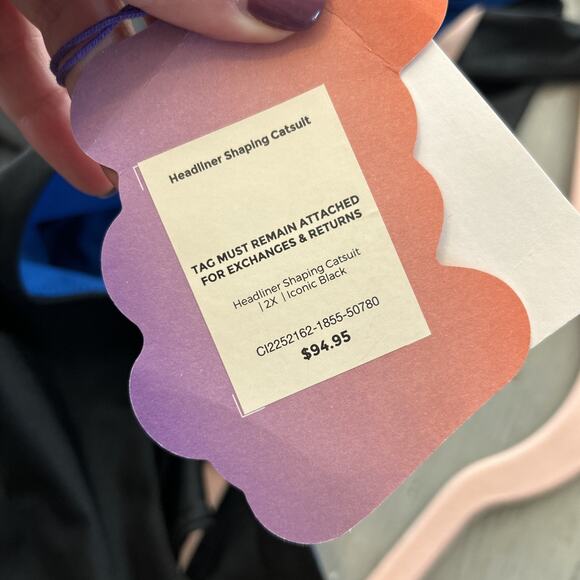 Headliner Shaping Catsuit
TAG MUST REMAIN ATTACHED
FOR EXCHANGES & RETURNS
Headliner Shaping Catsuit
| 2X | Iconic Black
CI2252162-1855-50780
$94.95